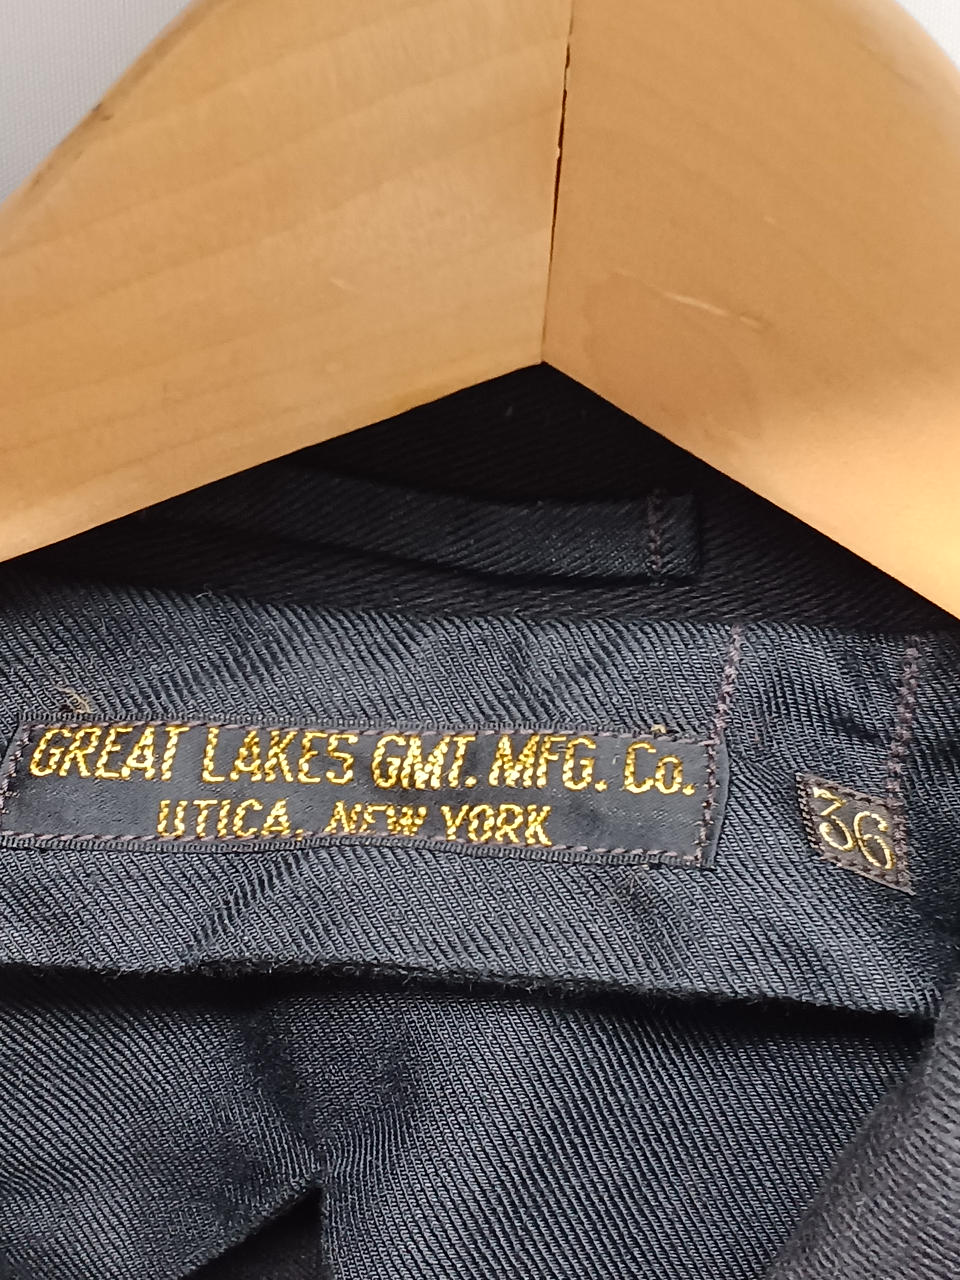 GREAT LAKES GMT. MFG. Co.
UTICA, NEW YORK
36